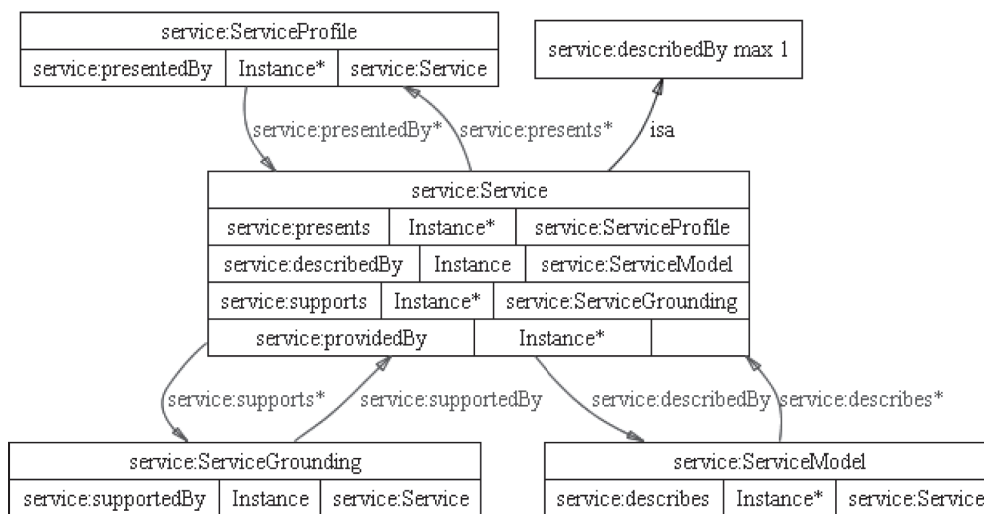 service:ServiceProfile
service:presentedBy Instance* service:Service
service:describedBy max 1
service:presentedBy* service:presents* isa
service:Service
service:presents Instance* service:ServiceProfile
service:describedBy Instance service:ServiceModel
service:supports Instance* service:ServiceGrounding
service:providedBy Instance*
service:supports* service:supportedBy service:describedBy service:describes*
service:ServiceGrounding
service:supportedBy Instance service:Service
service:ServiceModel
service:describes Instance* service:Service